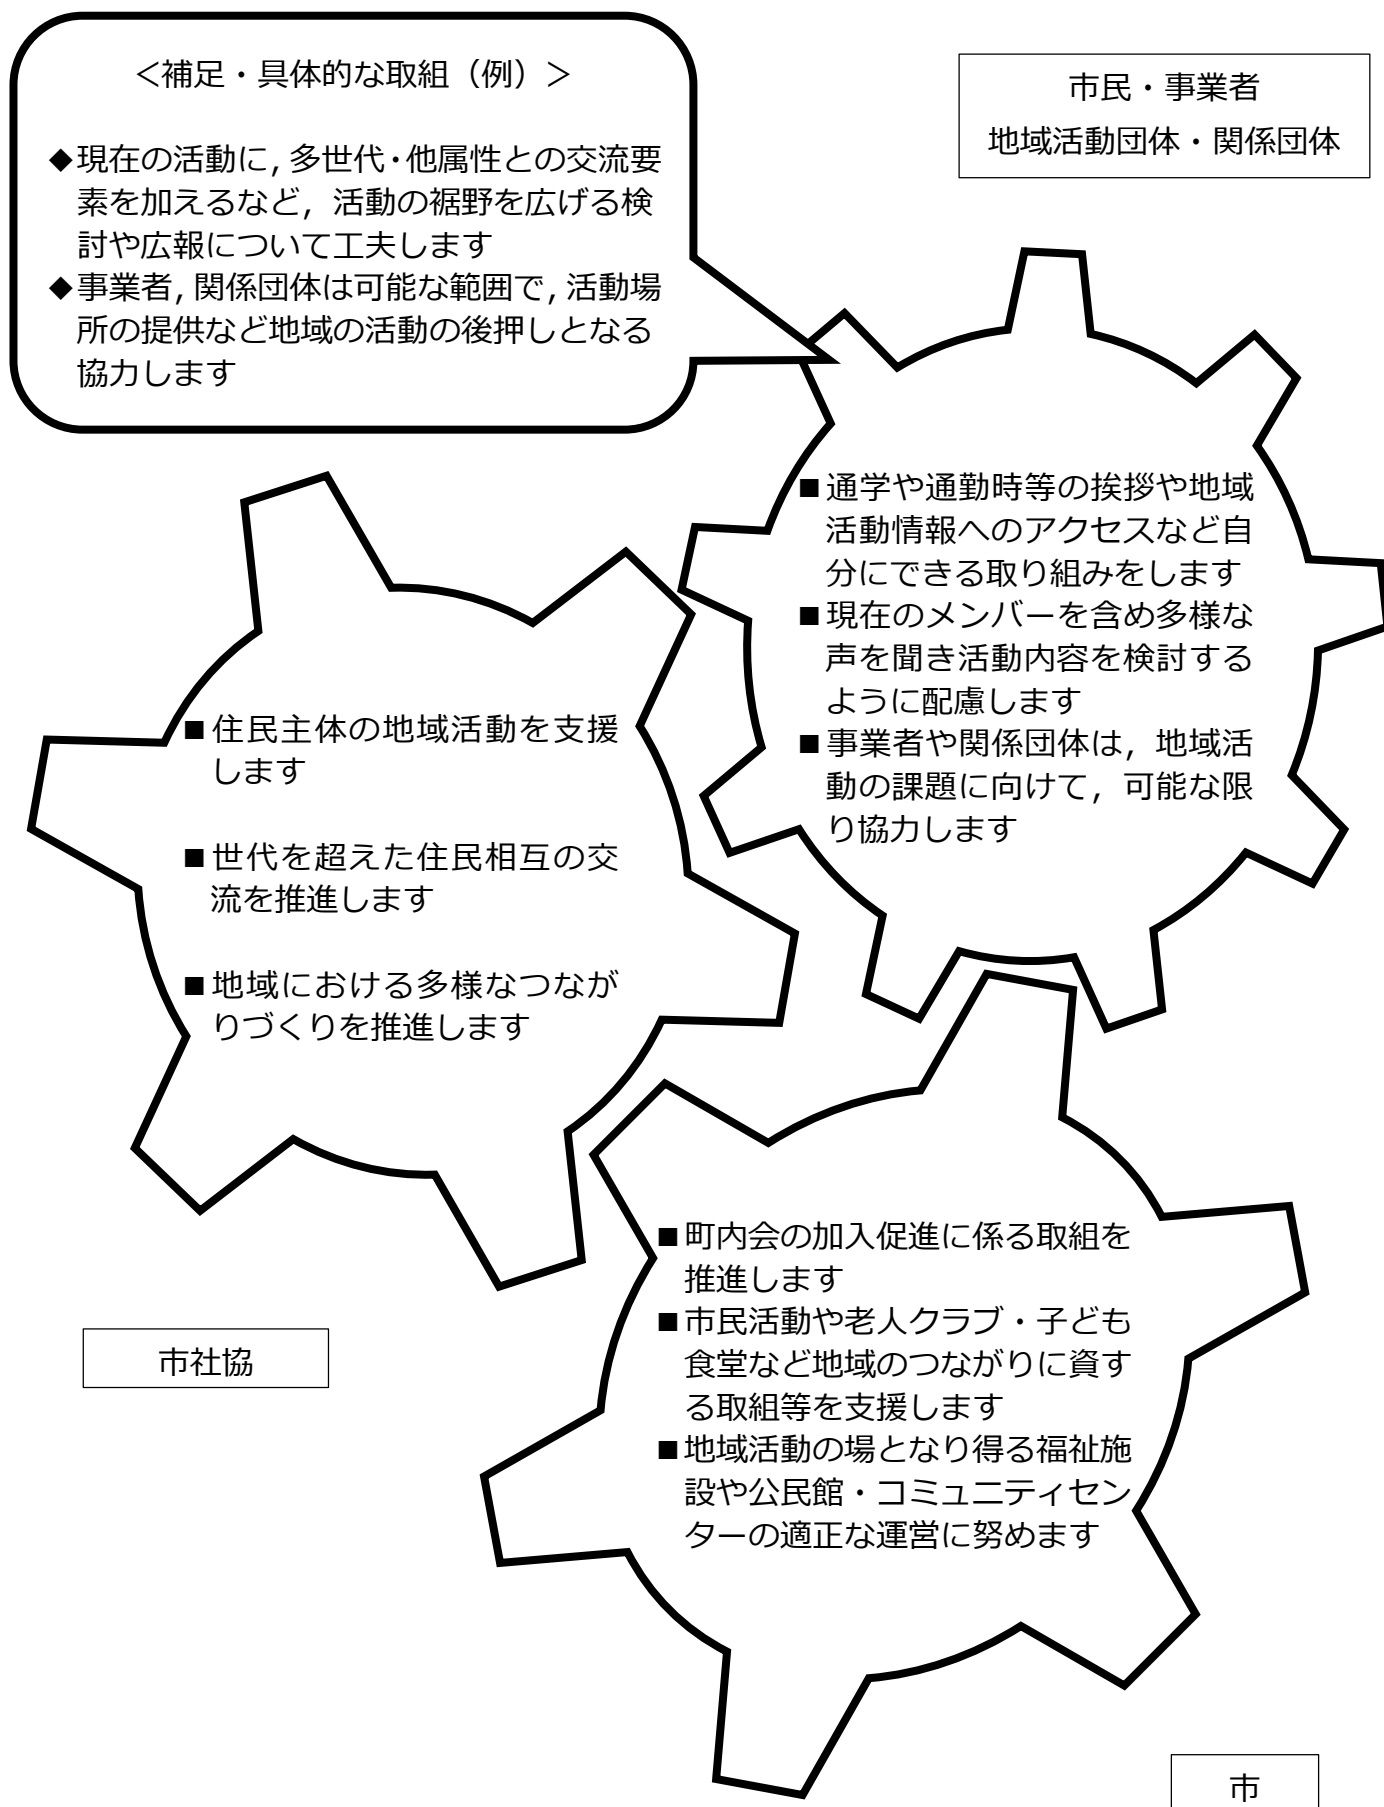 ＜補足・具体的な取組（例）＞
◆現在の活動に，多世代・他属性との交流要
素を加えるなど，活動の裾野を広げる検
討や広報について工夫します
◆事業者，関係団体は可能な範囲で，活動場
所の提供など地域の活動の後押しとなる
協力します
市民・事業者
地域活動団体・関係団体
■通学や通勤時等の挨拶や地域
活動情報へのアクセスなど自
分にできる取り組みをします
■現在のメンバーを含め多様な
声を聞き活動内容を検討する
ように配慮します
■事業者や関係団体は，地域活
動の課題に向けて，可能な限
り協力します
■住民主体の地域活動を支援
します
■世代を超えた住民相互の交
流を推進します
■地域における多様なつなが
りづくりを推進します
市社協
■町内会の加入促進に係る取組を
推進します
■市民活動や老人クラブ・子ども
食堂など地域のつながりに資す
る取組等を支援します
■地域活動の場となり得る福祉施
設や公民館・コミュニティセン
ターの適正な運営に努めます
市